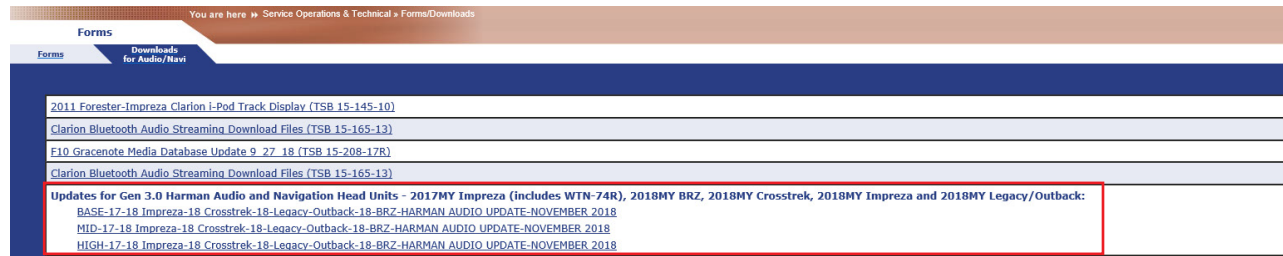 You are here » Service Operations & Technical » Forms/Downloads
Forms
Forms
Downloads
for Audio/Navi
2011 Forester-Impreza Clarion i-Pod Track Display (TSB 15-145-10)
Clarion Bluetooth Audio Streaming Download Files (TSB 15-165-13)
F10 Gracenote Media Database Update 9_27_18 (TSB 15-208-17R)
Clarion Bluetooth Audio Streaming Download Files (TSB 15-165-13)
Updates for Gen 3.0 Harman Audio and Navigation Head Units - 2017MY Impreza (includes WTN-74R), 2018MY BRZ, 2018MY Crosstrek, 2018MY Impreza and 2018MY Legacy/Outback:
BASE-17-18 Impreza-18 Crosstrek-18-Legacy-Outback-18-BRZ-HARMAN AUDIO UPDATE-NOVEMBER 2018
MID-17-18 Impreza-18 Crosstrek-18-Legacy-Outback-18-BRZ-HARMAN AUDIO UPDATE-NOVEMBER 2018
HIGH-17-18 Impreza-18 Crosstrek-18-Legacy-Outback-18-BRZ-HARMAN AUDIO UPDATE-NOVEMBER 2018